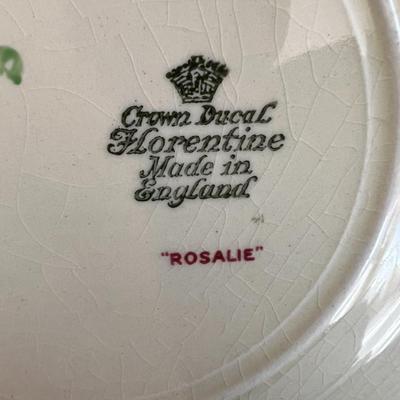 Crown Ducal
Florentine
Made in
England
"ROSALIE"